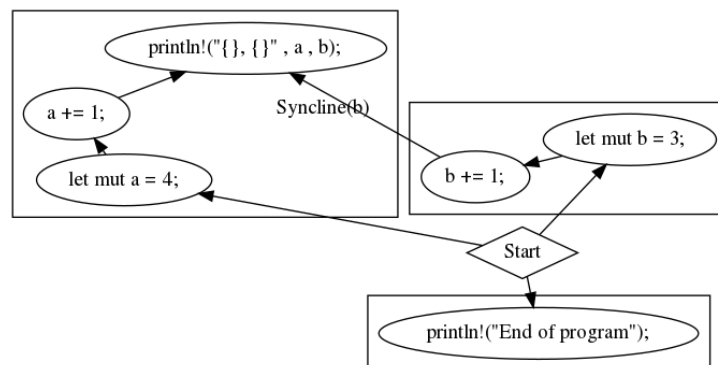 println!("{}, {}" , a , b);
a += 1;
Syncline(b)
let mut b = 3;
let mut a = 4;
b += 1;
Start
println!("End of program");